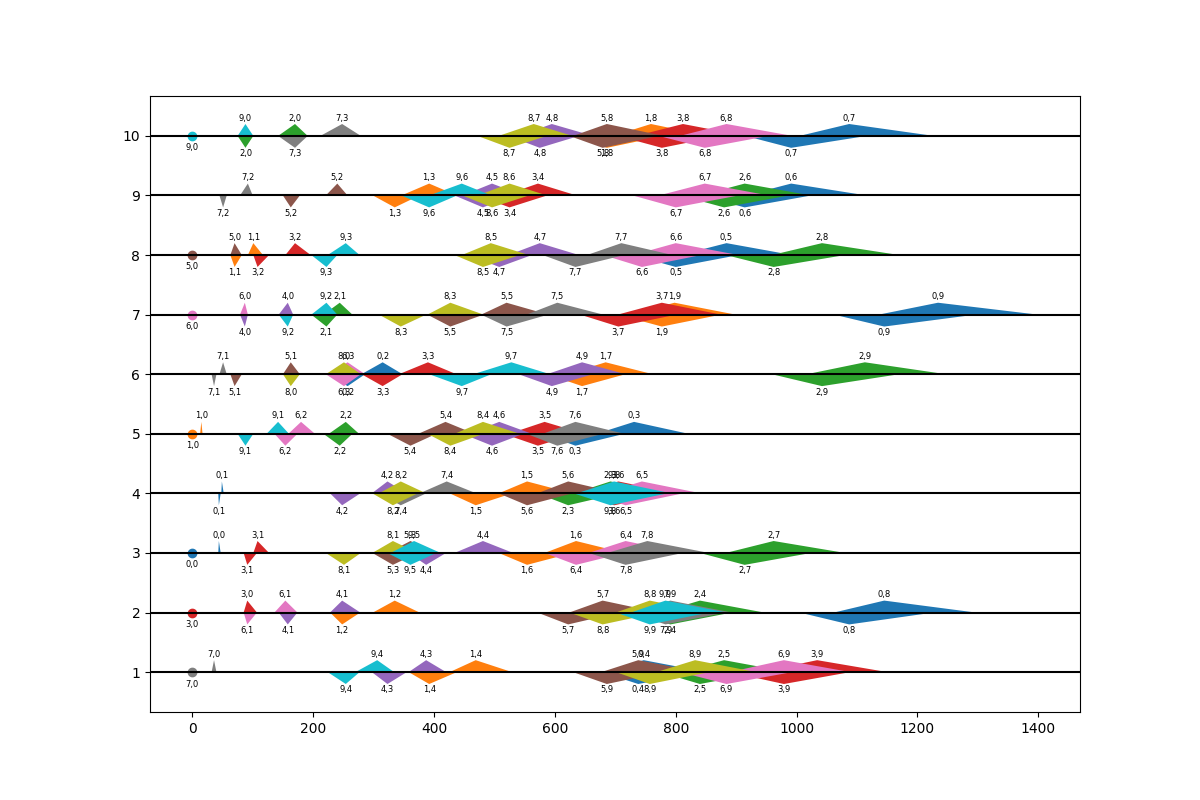 9,0 2,0 7,3 8,7 4,8 5,8 1,8 3,8 6,8 0,7
10
9,0 2,0 7,3 8,7 4,8 3,8 6,8 0,7
7,2 5,2 1,3 9,6 4,5 8,6 3,4 6,7 2,6 0,6
9
7,2 5,2 1,3 9,6 4,5 8,6 3,4 6,7 2,6 0,6
5,0 1,1 3,2 9,3 8,5 4,7 7,7 6,6 0,5 2,8
8
5,0 1,1 3,2 9,3 8,5 4,7 7,7 6,6 0,5 2,8
6,0 4,0 9,2 2,1 8,3 5,5 7,5 3,7 1,9 0,9
7
6,0 4,0 9,2 2,1 8,3 5,5 7,5 3,7 1,9 0,9
7,1 5,1 0,2 3,3 9,7 4,9 1,7 2,9
6
7,1 5,1 8,0 3,3 9,7 4,9 1,7 2,9
1,0 9,1 6,2 2,2 5,4 8,4 4,6 3,5 7,6 0,3
5
1,0 9,1 6,2 2,2 5,4 8,4 4,6 3,5 7,6 0,3
0,1 4,2 8,2 7,4 1,5 5,6 6,5
4
0,1 4,2 8,2 7,4 1,5 5,6 2,3 6,5
0,0 3,1 8,1 4,4 1,6 6,4 7,8 2,7
3
0,0 3,1 8,1 5,3 9,5 4,4 1,6 6,4 7,8 2,7
3,0 6,1 4,1 1,2 5,7 8,8 2,4 0,8
2
3,0 6,1 4,1 1,2 5,7 8,8 9,9 2,4 0,8
7,0 9,4 4,3 1,4 8,9 2,5 6,9 3,9
1
7,0 9,4 4,3 1,4 5,9 0,4 8,9 2,5 6,9 3,9
0 200 400 600 800 1000 1200 1400